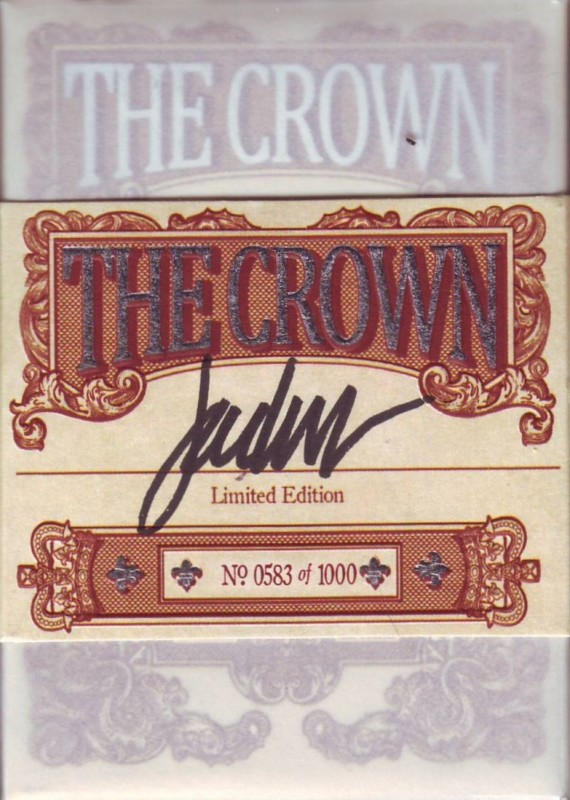 THE CROWN
THE CROWN
Limited Edition
Nº 0583 of 1000